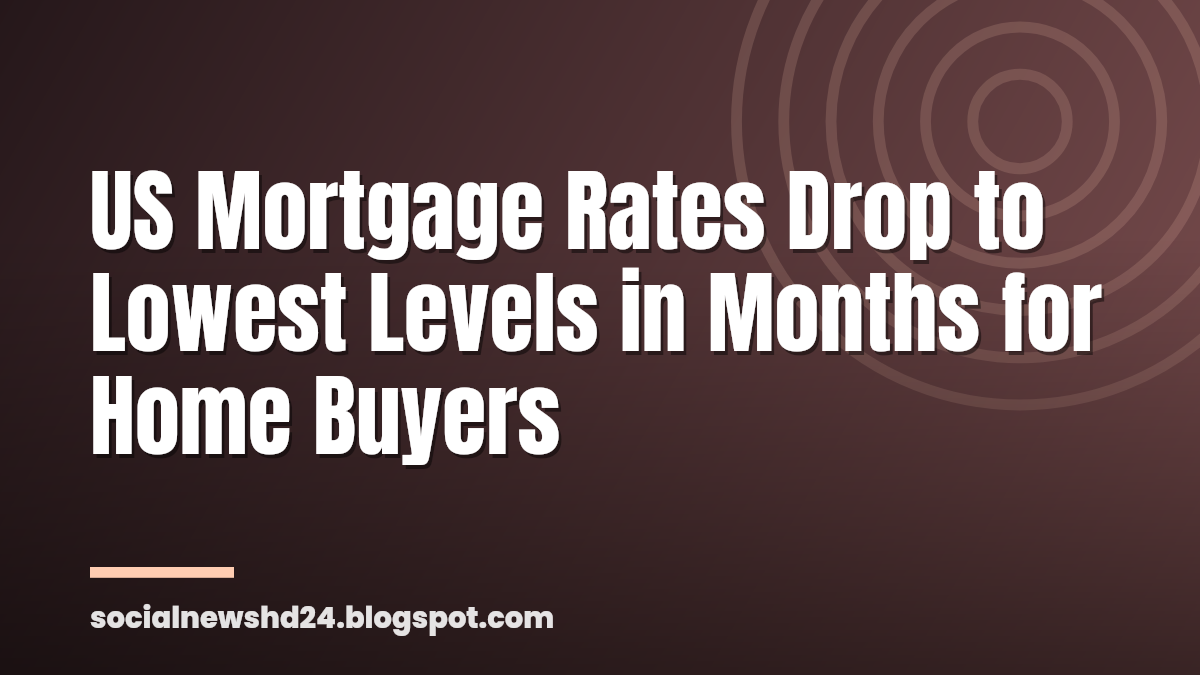 US Mortgage Rates Drop to
Lowest Levels in Months for
Home Buyers
socialnewshd24.blogspot.com